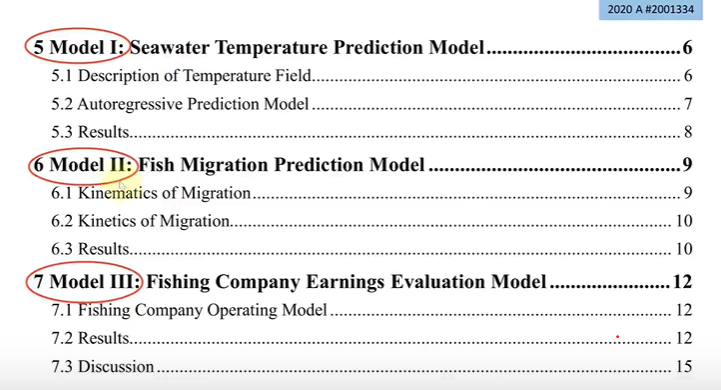 2020 A #2001334
5 Model I: Seawater Temperature Prediction Model....................................6
5.1 Description of Temperature Field.................................................................. 6
5.2 Autoregressive Prediction Model.................................................................. 7
5.3 Results.......................................................................................................... 8
6 Model II: Fish Migration Prediction Model ..............................................9
6.1 Kinematics of Migration............................................................................... 9
6.2 Kinetics of Migration.................................................................................. 10
6.3 Results........................................................................................................ 10
7 Model III: Fishing Company Earnings Evaluation Model......................12
7.1 Fishing Company Operating Model............................................................ 12
7.2 Results........................................................................................................ 12
7.3 Discussion................................................................................................... 15